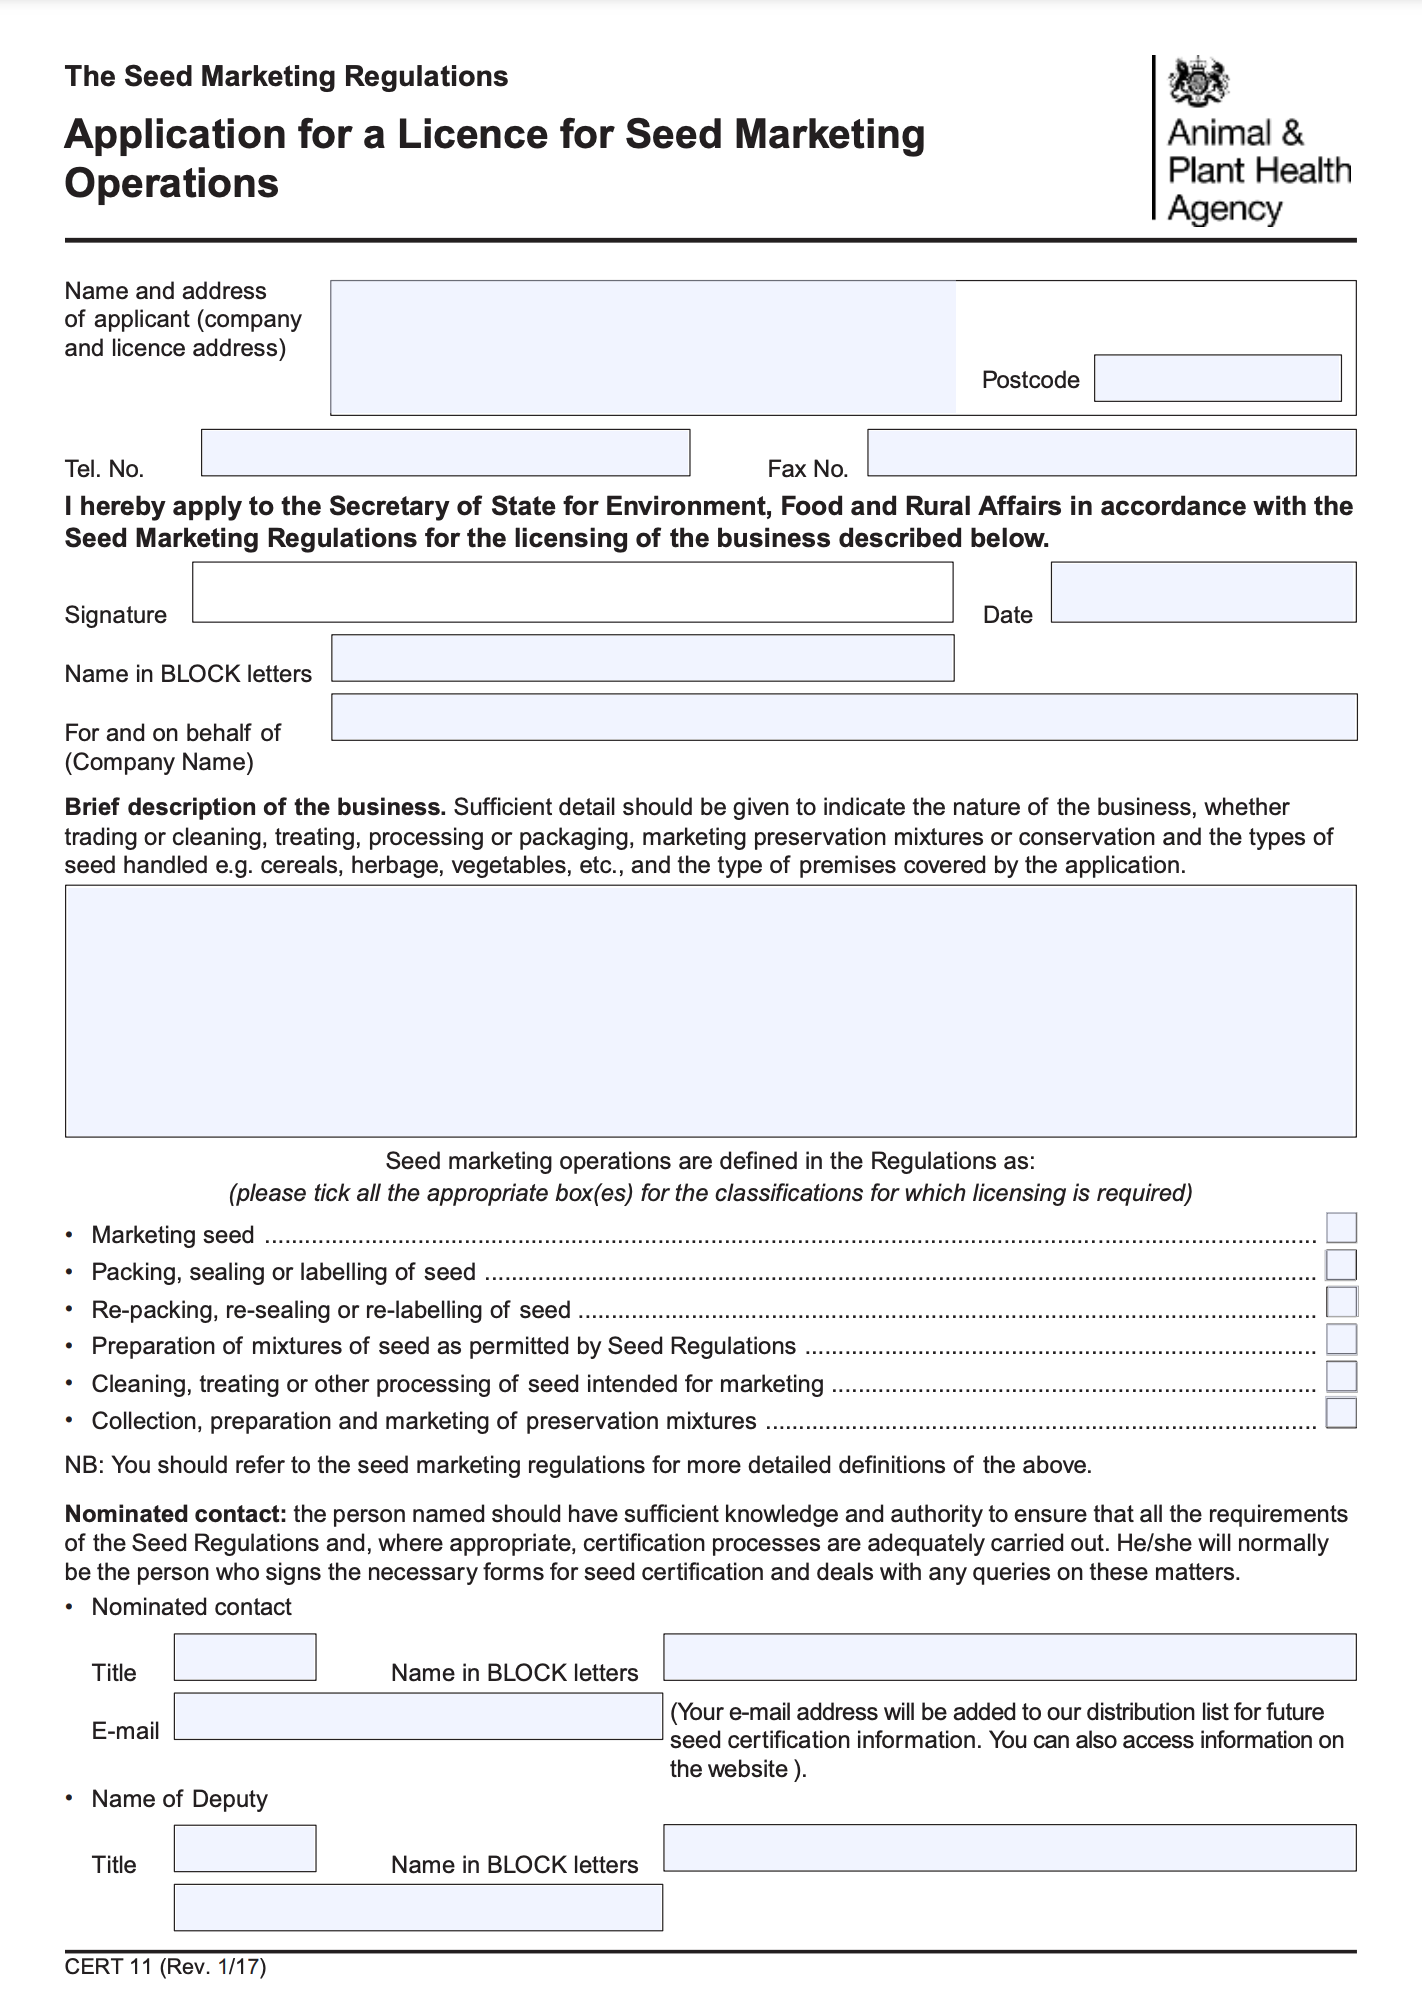 The Seed Marketing Regulations
Application for a Licence for Seed Marketing
Operations
Animal &
Plant Health
Agency
Name and address
of applicant (company
and licence address)
Postcode
Tel. No.
Fax No.
I hereby apply to the Secretary of State for Environment, Food and Rural Affairs in accordance with the
Seed Marketing Regulations for the licensing of the business described below.
Signature
Date
Name in BLOCK letters
For and on behalf of
(Company Name)
Brief description of the business. Sufficient detail should be given to indicate the nature of the business, whether
trading or cleaning, treating, processing or packaging, marketing preservation mixtures or conservation and the types of
seed handled e.g. cereals, herbage, vegetables, etc., and the type of premises covered by the application.
Seed marketing operations are defined in the Regulations as:
(please tick all the appropriate box(es) for the classifications for which licensing is required)
• Marketing seed ..............................................................................................................................................................
• Packing, sealing or labelling of seed .............................................................................................................................
• Re-packing, re-sealing or re-labelling of seed ...............................................................................................................
• Preparation of mixtures of seed as permitted by Seed Regulations .............................................................................
• Cleaning, treating or other processing of seed intended for marketing .........................................................................
• Collection, preparation and marketing of preservation mixtures ...................................................................................
NB: You should refer to the seed marketing regulations for more detailed definitions of the above.
Nominated contact: the person named should have sufficient knowledge and authority to ensure that all the requirements
of the Seed Regulations and, where appropriate, certification processes are adequately carried out. He/she will normally
be the person who signs the necessary forms for seed certification and deals with any queries on these matters.
• Nominated contact
Title
Name in BLOCK letters
E-mail
(Your e-mail address will be added to our distribution list for future
seed certification information. You can also access information on
the website ).
• Name of Deputy
Title
Name in BLOCK letters
CERT 11 (Rev. 1/17)